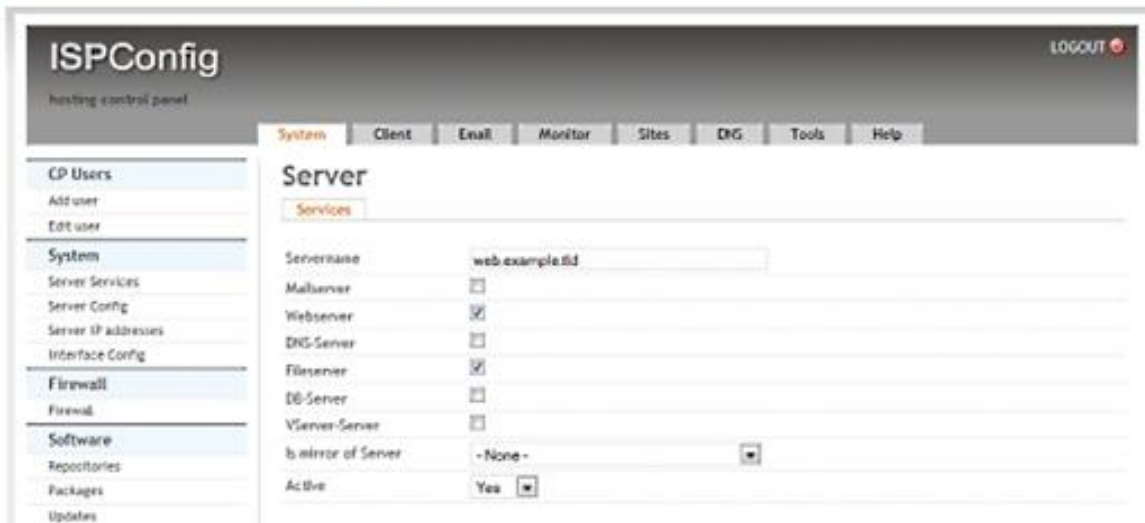 ISPConfig
LOGOUT
hosting control panel
System Client Email Monitor Sites DNS Tools Help
CP Users
Add user
Edit user
System
Server Services
Server Config
Server IP addresses
Interface Config
Firewall
Firewall
Software
Repositories
Packages
Updates
Server
Services
Servername web.example.tld
Mailserver
Webserver
DNS-Server
Fileserver
DB-Server
VServer-Server
Is mirror of Server - None -
Active Yes